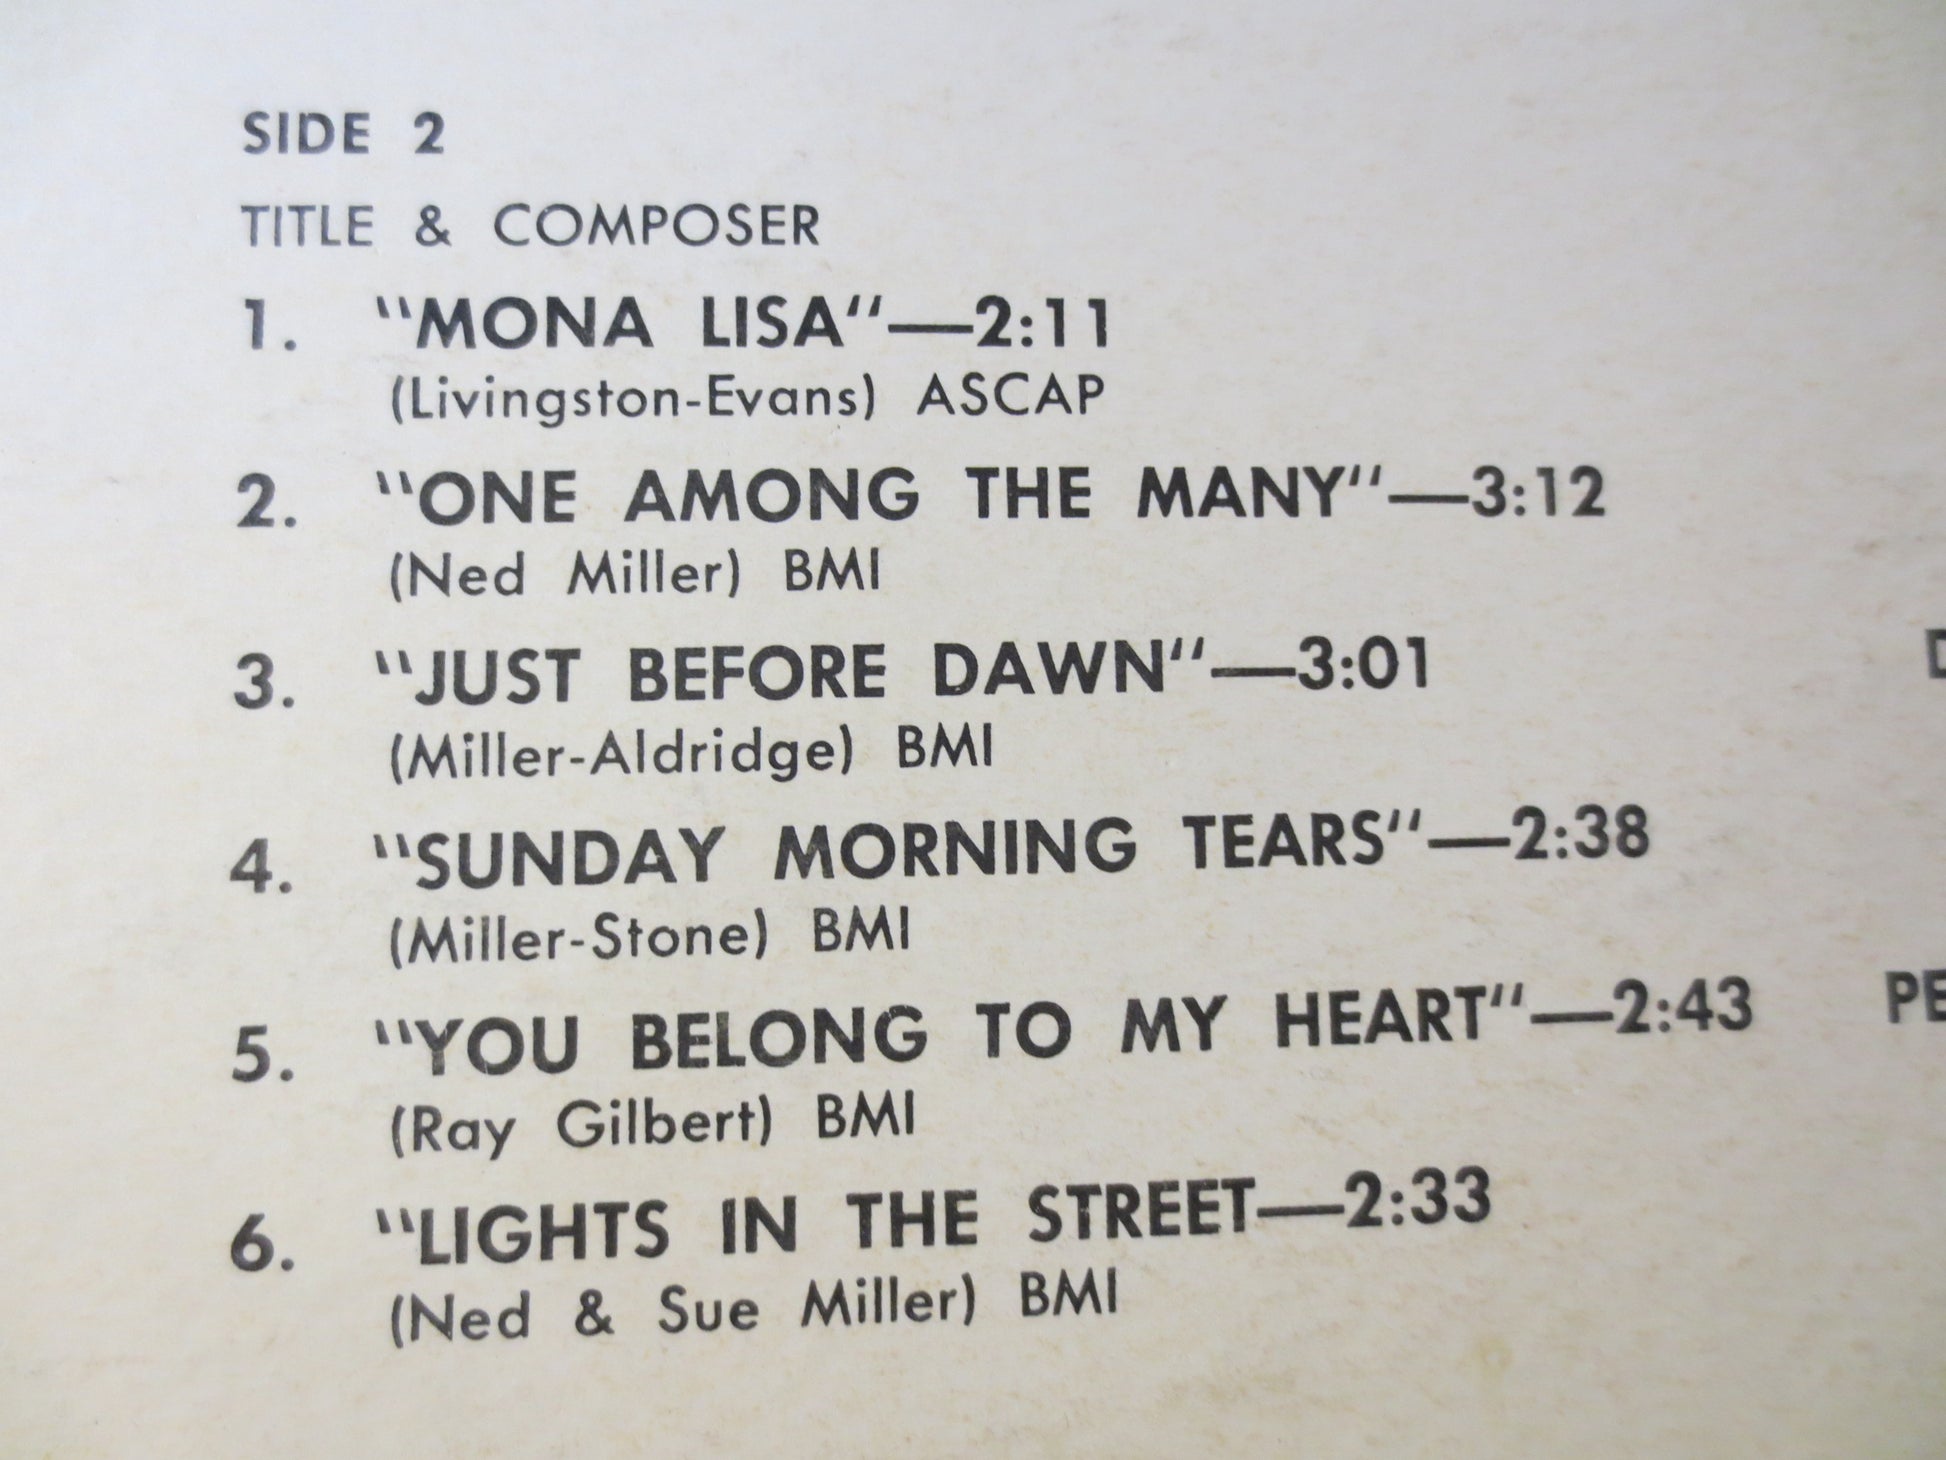 SIDE 2
TITLE & COMPOSER
1. "MONA LISA"—2:11
(Livingston-Evans) ASCAP
2. "ONE AMONG THE MANY"—3:12
(Ned Miller) BMI
3. "JUST BEFORE DAWN"—3:01
(Miller-Aldridge) BMI
4. "SUNDAY MORNING TEARS"—2:38
(Miller-Stone) BMI
5. "YOU BELONG TO MY HEART"—2:43
(Ray Gilbert) BMI
6. "LIGHTS IN THE STREET—2:33
(Ned & Sue Miller) BMI